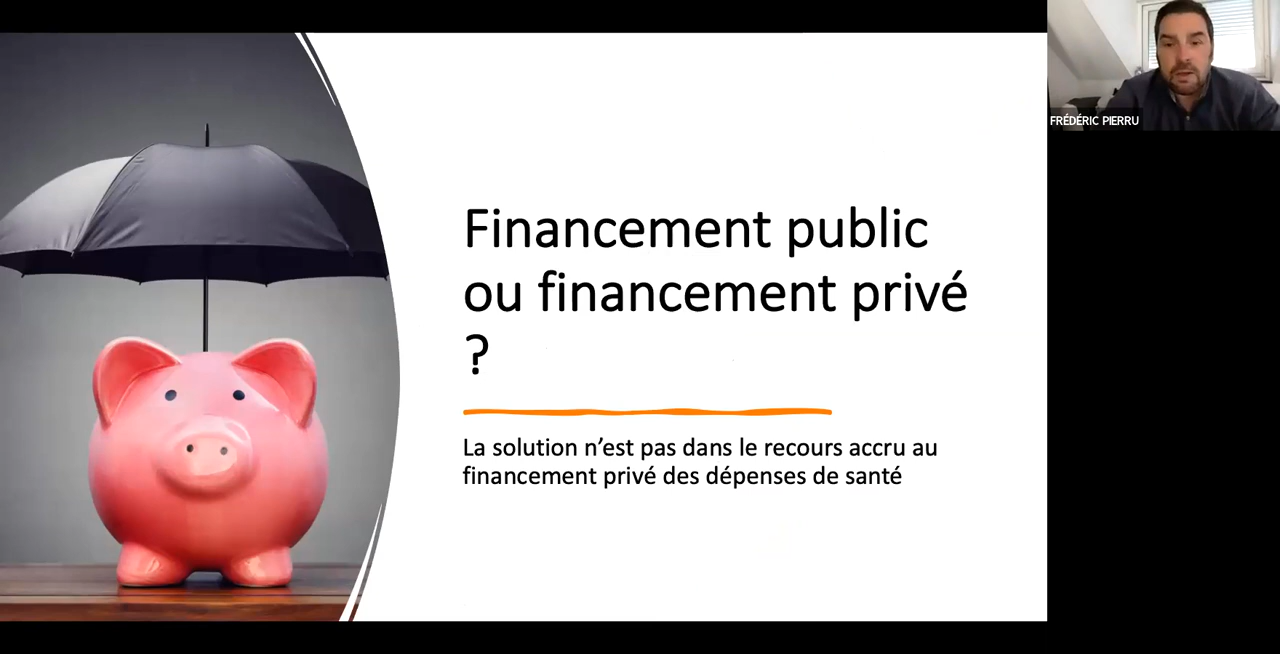 Financement public
ou financement privé
?
La solution n’est pas dans le recours accru au
financement privé des dépenses de santé
FRÉDÉRIC PIERRU